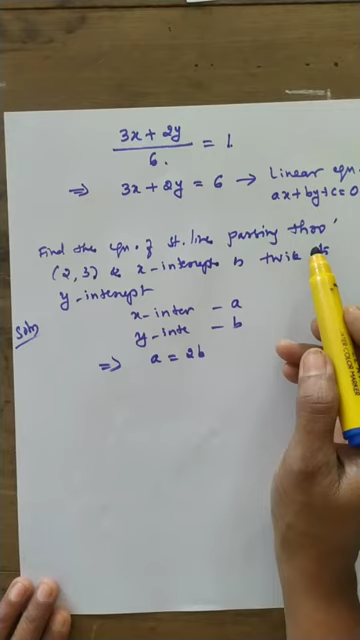 3x + 2y / 6. = 1.
⇒ 3x + 2y = 6 → Linear eqn.
ax + by + c = 0
Find the eqn. of st. line passing thro'
(2, 3) & x-intercept is twice its
y-intercept
Soln
x-inter - a
y-inte - b
⇒ a = 2b